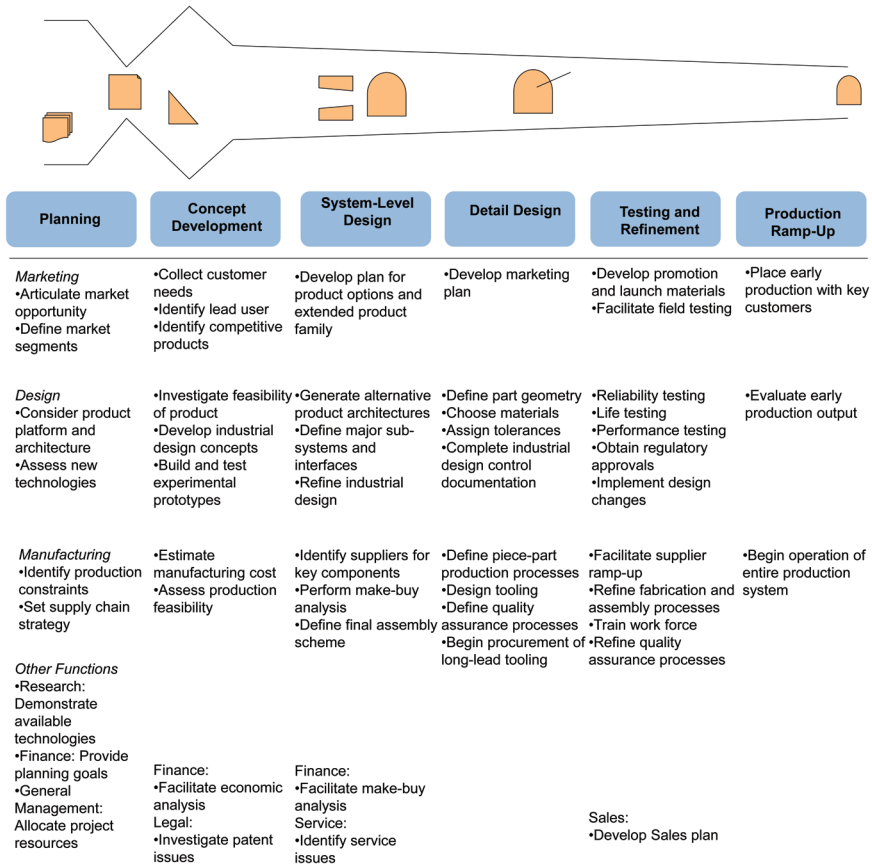 Planning
Concept
Development
System-Level
Design
Detail Design
Testing and
Refinement
Production
Ramp-Up
Marketing
•Articulate market
opportunity
•Define market
segments
•Collect customer
needs
•Identify lead user
•Identify competitive
products
•Develop plan for
product options and
extended product
family
•Develop marketing
plan
•Develop promotion
and launch materials
•Facilitate field testing
•Place early
production with key
customers
Design
•Consider product
platform and
architecture
•Assess new
technologies
•Investigate feasibility
of product
•Develop industrial
design concepts
•Build and test
experimental
prototypes
•Generate alternative
product architectures
•Define major sub-
systems and
interfaces
•Refine industrial
design
•Define part geometry
•Choose materials
•Assign tolerances
•Complete industrial
design control
documentation
•Reliability testing
•Life testing
•Performance testing
•Obtain regulatory
approvals
•Implement design
changes
•Evaluate early
production output
Manufacturing
•Identify production
constraints
•Set supply chain
strategy
•Estimate
manufacturing cost
•Assess production
feasibility
•Identify suppliers for
key components
•Perform make-buy
analysis
•Define final assembly
scheme
•Define piece-part
production processes
•Design tooling
•Define quality
assurance processes
•Begin procurement of
long-lead tooling
•Facilitate supplier
ramp-up
•Refine fabrication and
assembly processes
•Train work force
•Refine quality
assurance processes
•Begin operation of
entire production
system
Other Functions
•Research:
Demonstrate
available
technologies
•Finance: Provide
planning goals
•General
Management:
Allocate project
resources
Finance:
•Facilitate economic
analysis
Legal:
•Investigate patent
issues
Finance:
•Facilitate make-buy
analysis
Service:
•Identify service
issues
Sales:
•Develop Sales plan